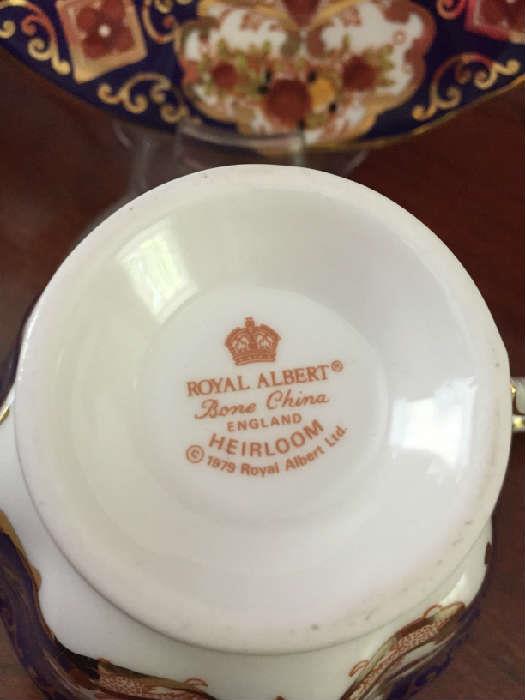 ROYAL ALBERT®
Bone China
ENGLAND
HEIRLOOM
© 1979 Royal Albert Ltd.